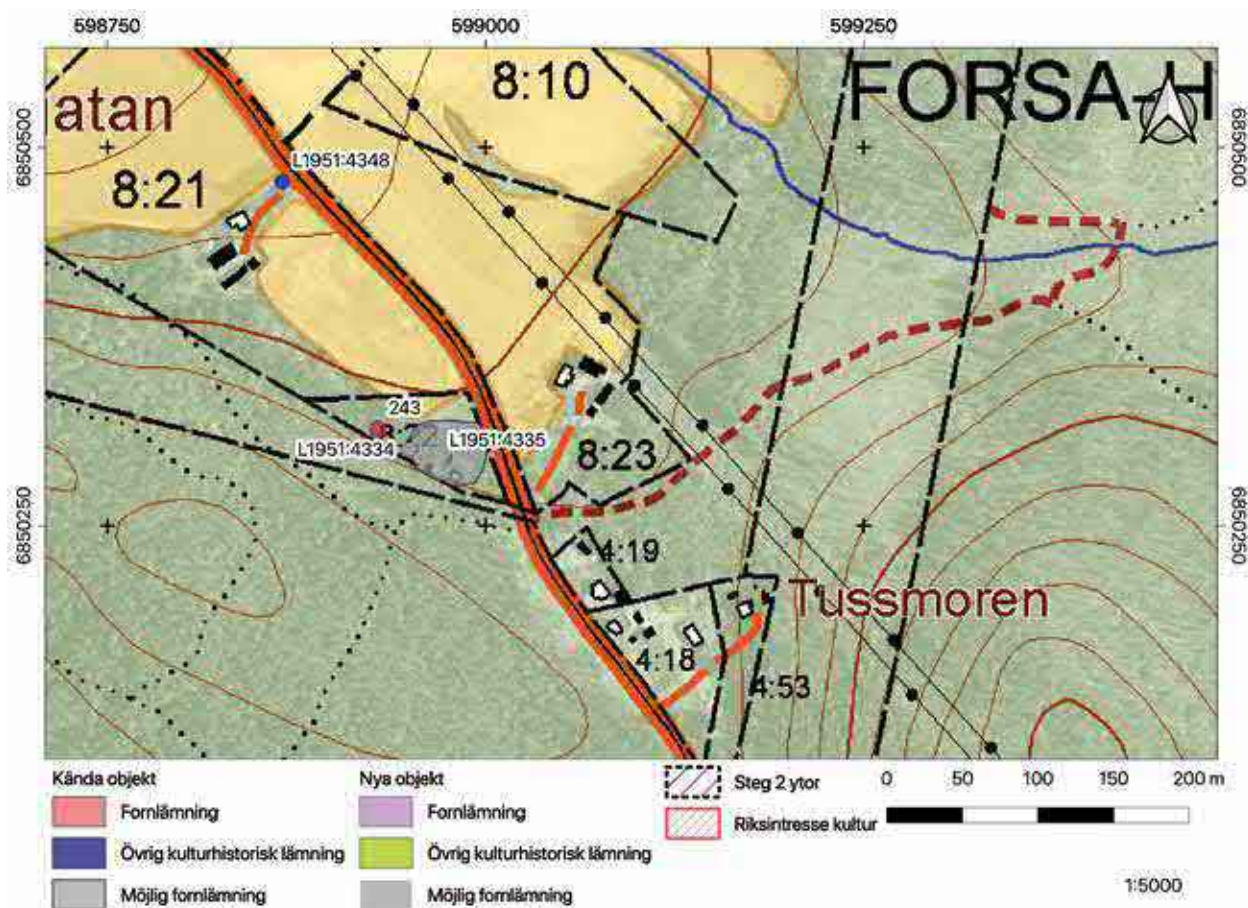 598750 599000 599250
FORSA-H
8:10
atan
6850500
6850500
L1951:4348
8:21
243
L1951:4334
L1951:4335
8:23
6850250
6850250
4:19
Tussmoren
4:18
4:53
Kända objekt
Fornlämning
Övrig kulturhistorisk lämning
Möjlig fornlämning
Nya objekt
Fornlämning
Övrig kulturhistorisk lämning
Möjlig fornlämning
Steg 2 ytor
Riksintresse kultur
0 50 100 150 200 m
1:5000